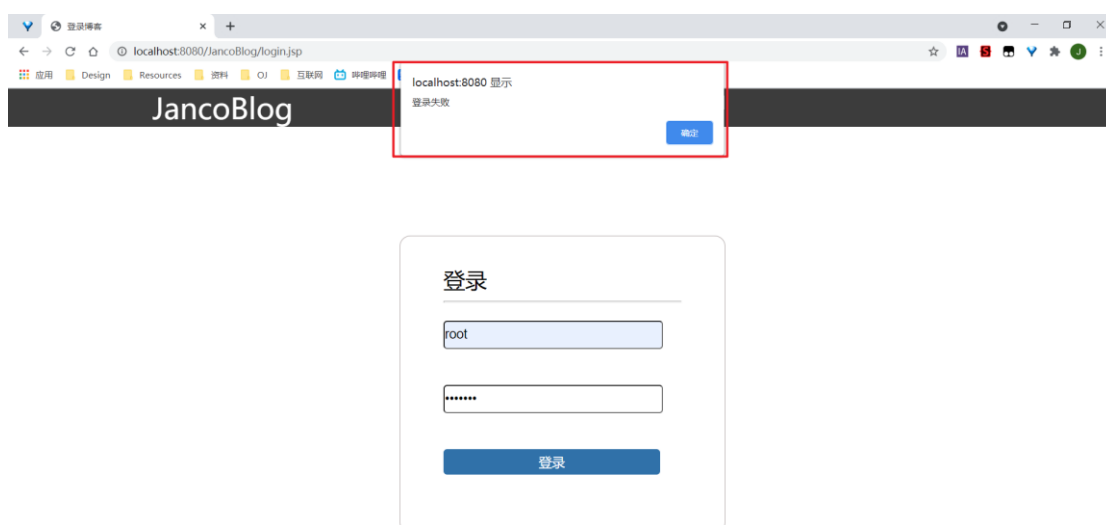 登录博客
localhost:8080/JancoBlog/login.jsp
应用 Design Resources 资料 OJ 互联网 哔哩哔哩
localhost:8080 显示
登录失败
确定
JancoBlog
登录
root
•••••••
登录